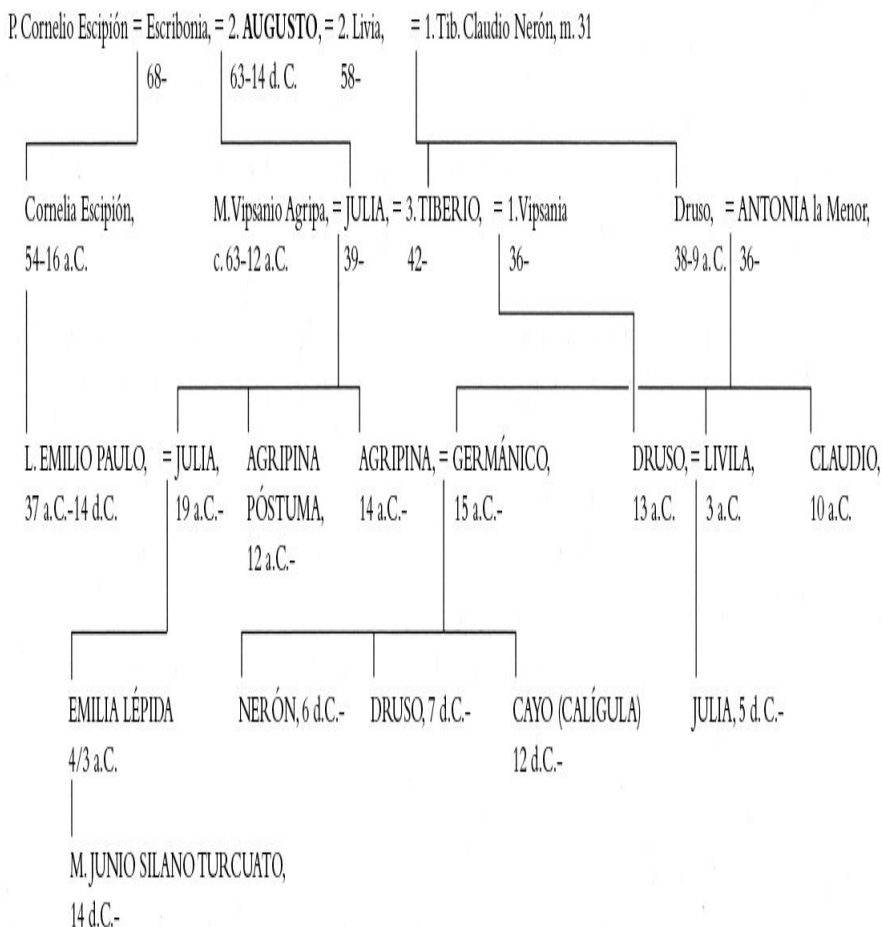 P. Cornelio Escipión = Escribonia, = 2. AUGUSTO, = 2. Livia, = 1. Tib. Claudio Nerón, m. 31
68- 63-14 d. C. 58-
Cornelia Escipión, M. Vipsanio Agripa, = JULIA, = 3. TIBERIO, = 1. Vipsania Druso, = ANTONIA la Menor,
54-16 a.C. c. 63-12 a.C. 39- 42- 36- 38-9 a.C. 36-
L. EMILIO PAULO, = JULIA, AGRIPINA AGRIPINA, = GERMÁNICO, DRUSO, = LIVILA, CLAUDIO,
37 a.C.-14 d.C. 19 a.C.- PÓSTUMA, 14 a.C.- 15 a.C.- 13 a.C. 3 a.C. 10 a.C.
12 a.C.-
EMILIA LÉPIDA NERÓN, 6 d.C.- DRUSO, 7 d.C.- CAYO (CALÍGULA) JULIA, 5 d. C.-
4/3 a.C. 12 d.C.-
M. JUNIO SILANO TURCUATO,
14 d.C.-